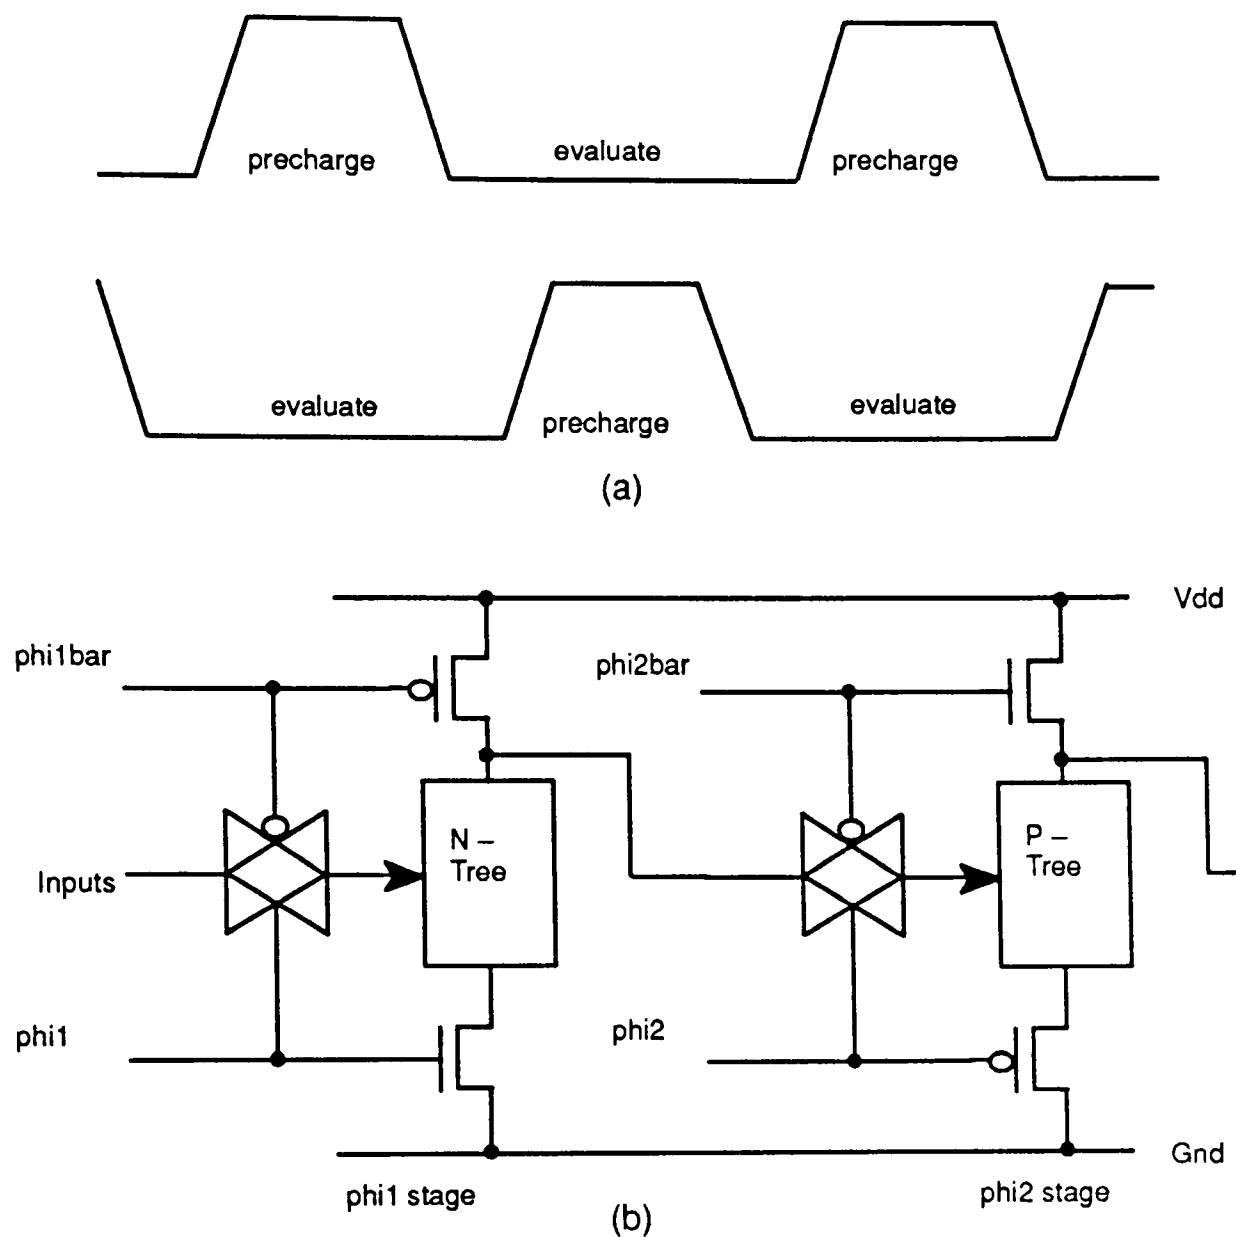 precharge
evaluate
precharge
evaluate
precharge
evaluate
(a)
Vdd
phi1bar
phi2bar
N –
Tree
P –
Tree
Inputs
phi1
phi2
Gnd
phi1 stage
phi2 stage
(b)